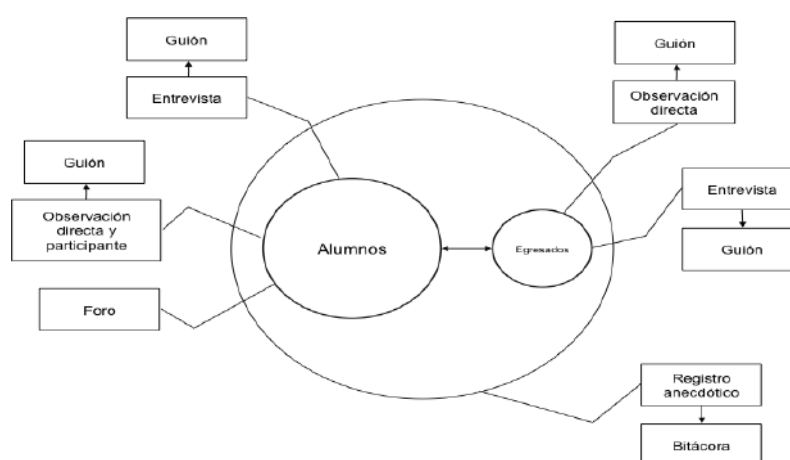 Guión
Entrevista
Guión
Observación
directa
Guión
Observación
directa y
participante
Foro
Alumnos
Egresados
Entrevista
Guión
Registro
anecdótico
Bitácora